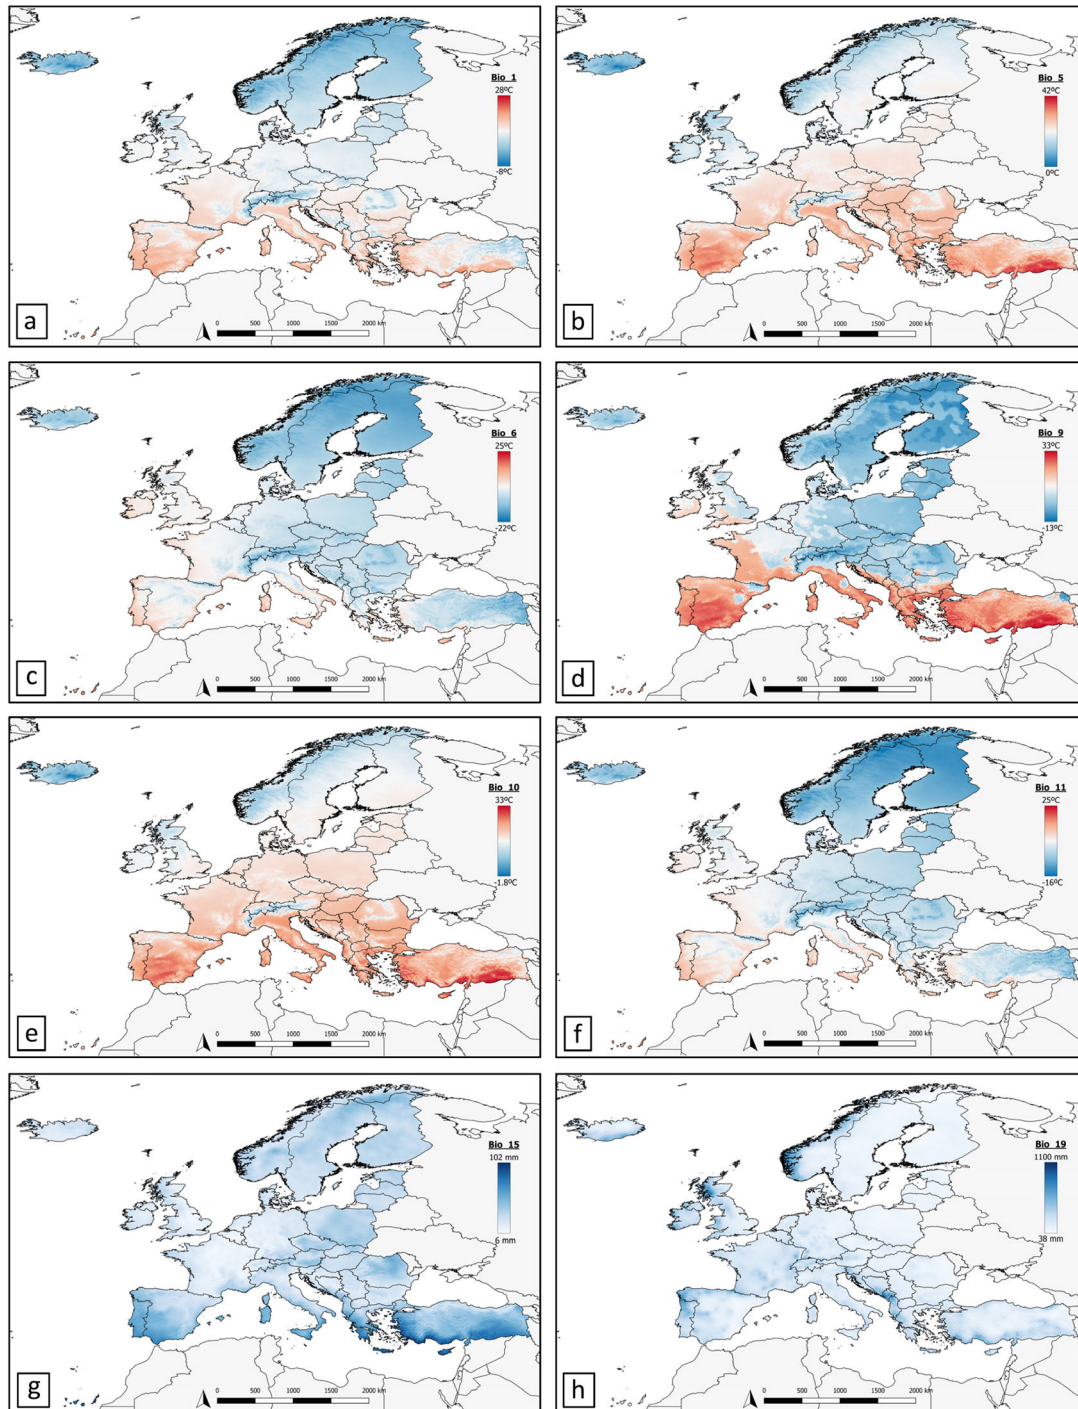 Bio_1
28ºC
-8ºC
0 500 1000 1500 2000 km
a
Bio_5
42ºC
0ºC
0 500 1000 1500 2000 km
b
Bio_6
25ºC
-22ºC
0 500 1000 1500 2000 km
c
Bio_9
33ºC
-13ºC
0 500 1000 1500 2000 km
d
Bio_10
33ºC
-1.8ºC
0 500 1000 1500 2000 km
e
Bio_11
25ºC
-16ºC
0 500 1000 1500 2000 km
f
Bio_15
102 mm
6 mm
0 500 1000 1500 2000 km
g
Bio_19
1100 mm
38 mm
0 500 1000 1500 2000 km
h